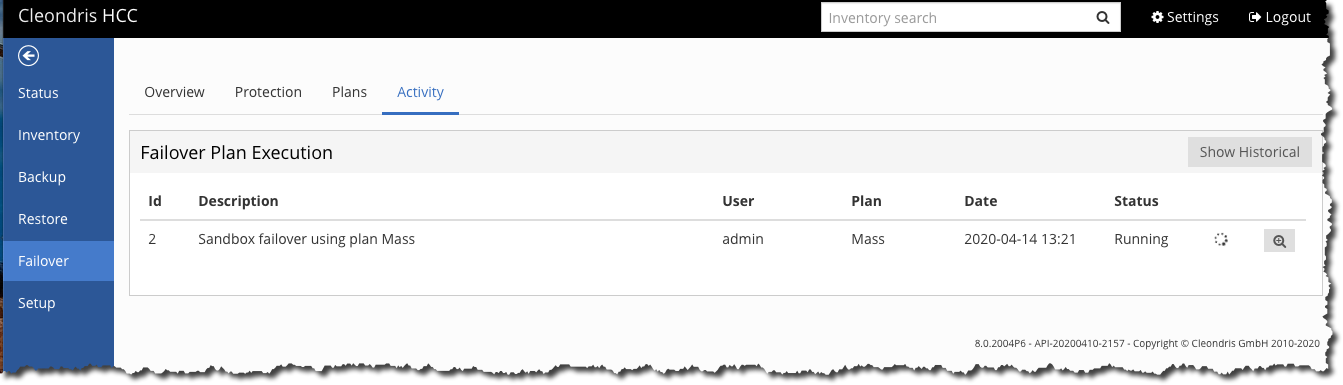 Cleondris HCC
Inventory search
Settings
Logout
Status
Inventory
Backup
Restore
Failover
Setup
Overview Protection Plans Activity
Failover Plan Execution
Show Historical
Id Description User Plan Date Status
2 Sandbox failover using plan Mass admin Mass 2020-04-14 13:21 Running
8.0.2004P6 - API-20200410-2157 - Copyright © Cleondris GmbH 2010-2020